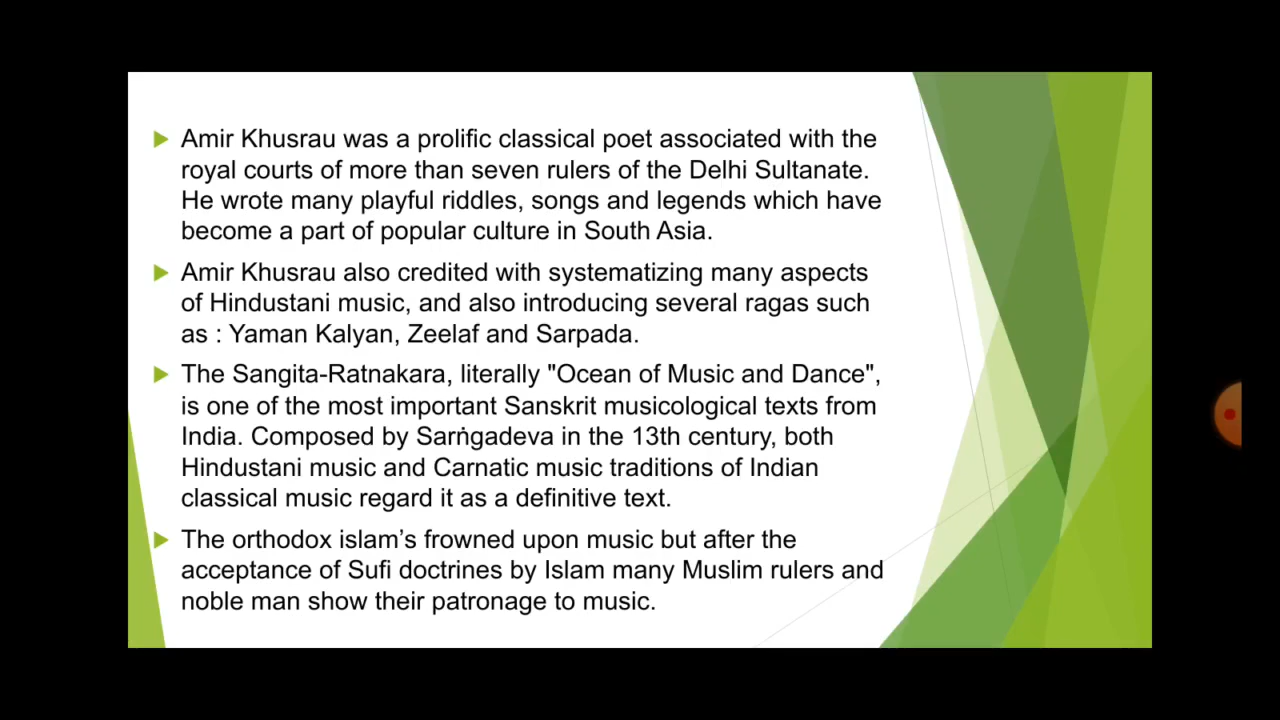 Amir Khusrau was a prolific classical poet associated with the
royal courts of more than seven rulers of the Delhi Sultanate.
He wrote many playful riddles, songs and legends which have
become a part of popular culture in South Asia.
Amir Khusrau also credited with systematizing many aspects
of Hindustani music, and also introducing several ragas such
as : Yaman Kalyan, Zeelaf and Sarpada.
The Sangita-Ratnakara, literally "Ocean of Music and Dance",
is one of the most important Sanskrit musicological texts from
India. Composed by Sarṅgadeva in the 13th century, both
Hindustani music and Carnatic music traditions of Indian
classical music regard it as a definitive text.
The orthodox islam’s frowned upon music but after the
acceptance of Sufi doctrines by Islam many Muslim rulers and
noble man show their patronage to music.